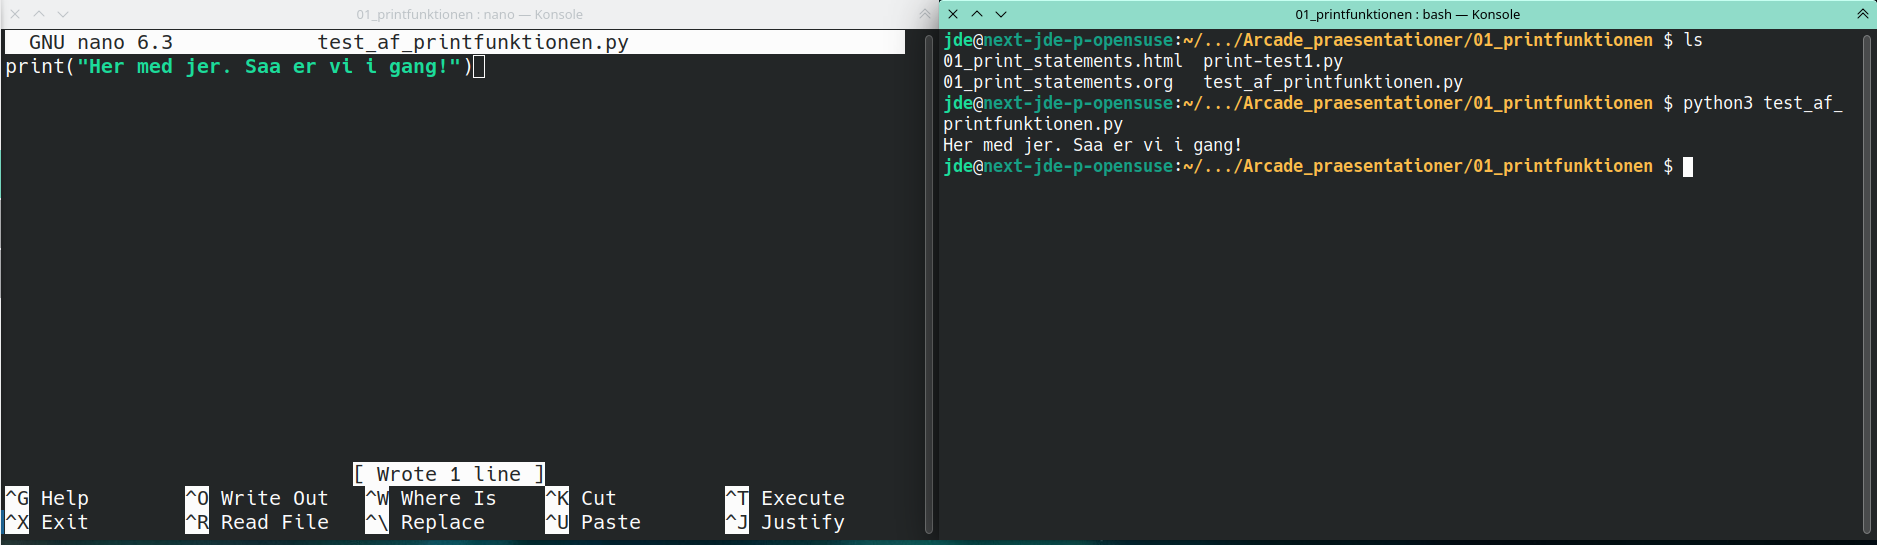 01_printfunktionen : nano — Konsole
GNU nano 6.3 test_af_printfunktionen.py
print("Her med jer. Saa er vi i gang!")
[ Wrote 1 line ]
^G Help ^O Write Out ^W Where Is ^K Cut ^T Execute
^X Exit ^R Read File ^\ Replace ^U Paste ^J Justify
01_printfunktionen : bash — Konsole
jde@next-jde-p-opensuse:~/.../Arcade_praesentationer/01_printfunktionen $ ls
01_print_statements.html print-test1.py
01_print_statements.org test_af_printfunktionen.py
jde@next-jde-p-opensuse:~/.../Arcade_praesentationer/01_printfunktionen $ python3 test_af_
printfunktionen.py
Her med jer. Saa er vi i gang!
jde@next-jde-p-opensuse:~/.../Arcade_praesentationer/01_printfunktionen $